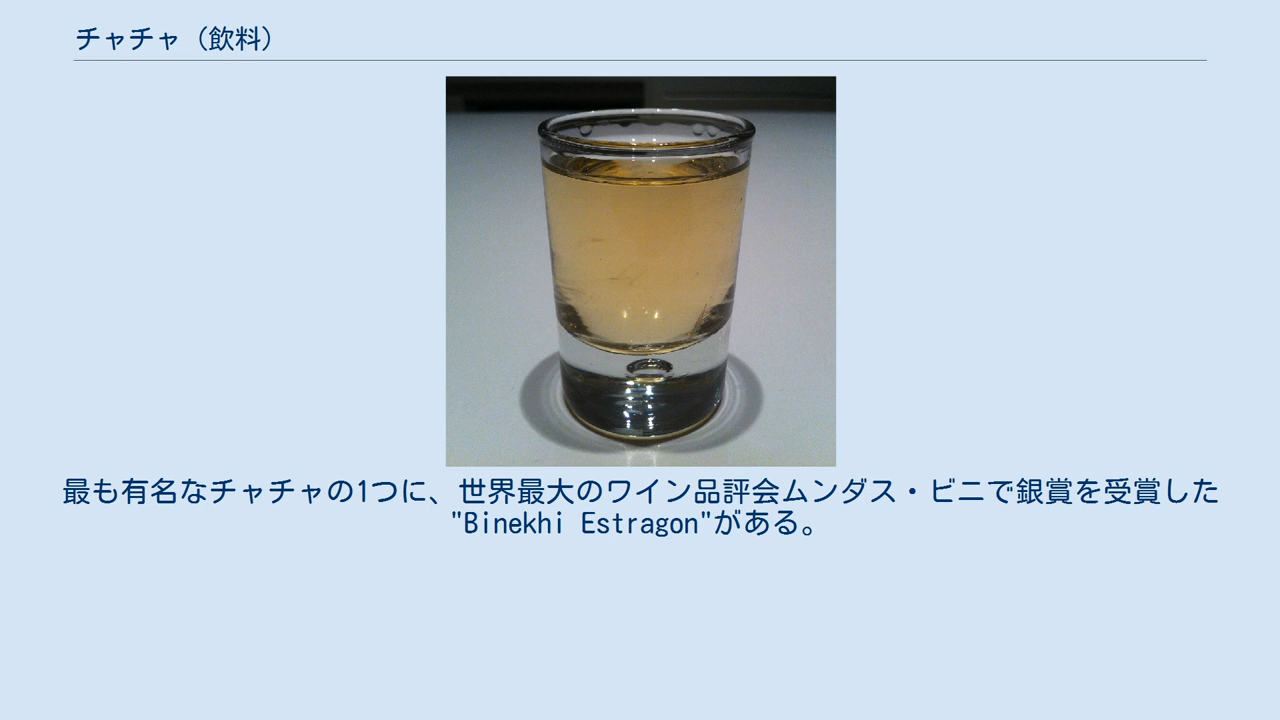 チャチャ（飲料）
最も有名なチャチャの1つに、世界最大のワイン品評会ムンダス・ビニで銀賞を受賞した
"Binekhi Estragon"がある。